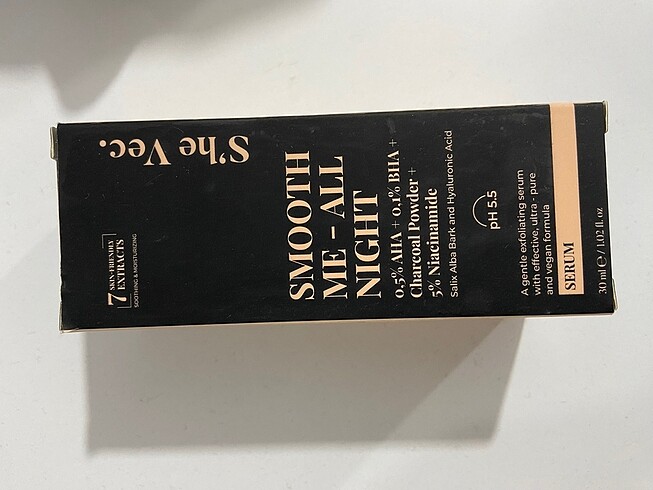 S'he Vec.
7 SKIN-FRIENDLY
EXTRACTS
SOOTHING & MOISTURIZING
SMOOTH
ME - ALL
NIGHT
0,5% AHA + 0,1% BHA +
Charcoal Powder +
5% Niacinamide
Salix Alba Bark and Hyaluronic Acid
pH 5.5
A gentle exfoliating serum
with effective, ultra - pure
and vegan formula
SERUM
30 ml ℮ / 1,02 fl. oz